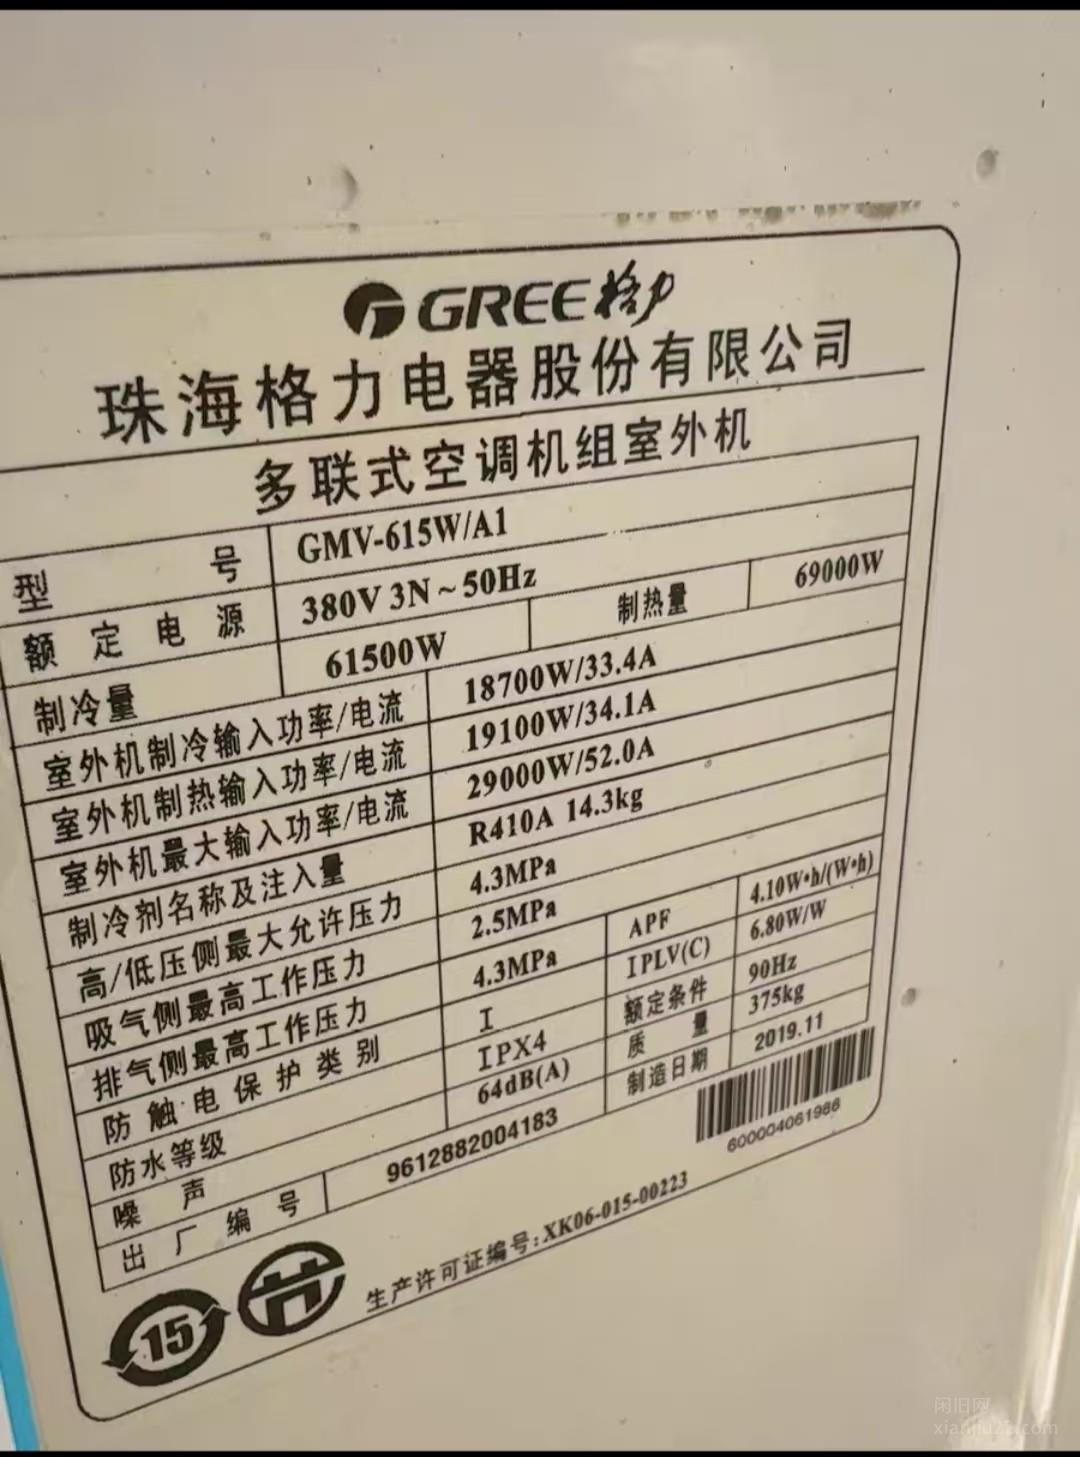 GREE格力
珠海格力电器股份有限公司
多联式空调机组室外机
型号 GMV-615W/A1
额定电源 380V 3N～50Hz
制冷量 61500W 制热量 69000W
室外机制冷输入功率/电流 18700W/33.4A
室外机制热输入功率/电流 19100W/34.1A
室外机最大输入功率/电流 29000W/52.0A
制冷剂名称及注入量 R410A 14.3kg
高/低压侧最大允许压力 4.3MPa
吸气侧最高工作压力 2.5MPa APF 4.10W•h/(W•h)
排气侧最高工作压力 4.3MPa IPLV(C) 6.80W/W
防触电保护类别 I 额定条件 90Hz
防水等级 IPX4 质量 375kg
噪声 64dB(A) 制造日期 2019.11
出厂编号 9612882004183
600004061986
15
生产许可证编号:XK06-015-00223
闲旧网